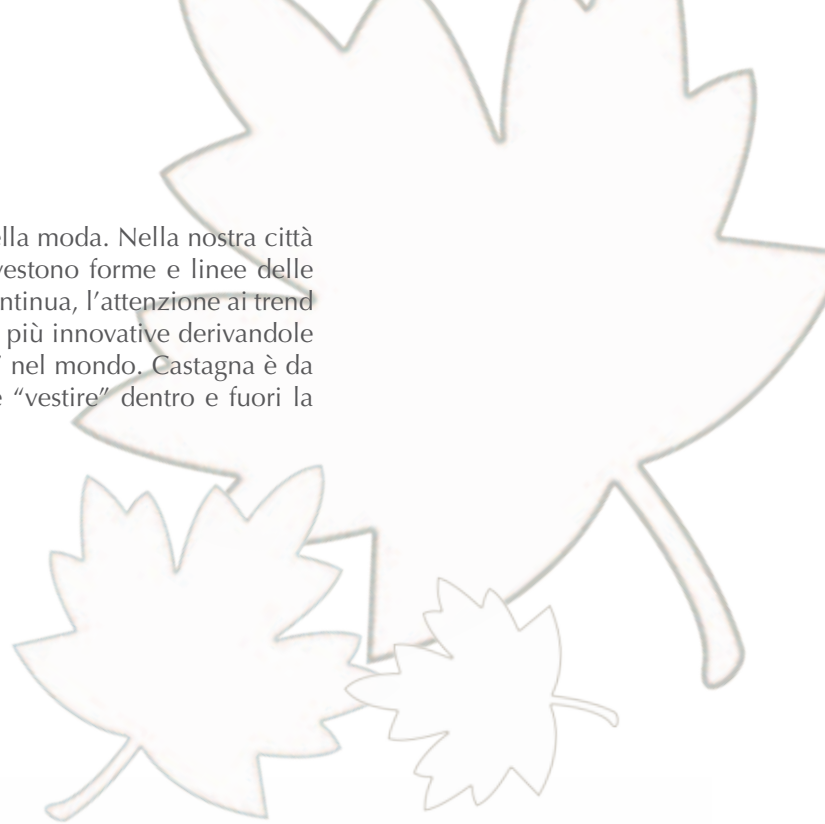 lla moda. Nella nostra città
vestono forme e linee delle
ntinua, l’attenzione ai trend
più innovative derivandole
nel mondo. Castagna è da
“vestire” dentro e fuori la